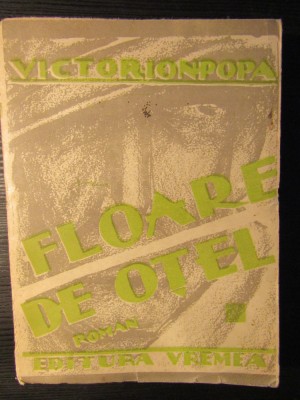 VICTOR ION POPA
FLOARE
DE OȚEL
ROMAN
EDITURA VREMEA